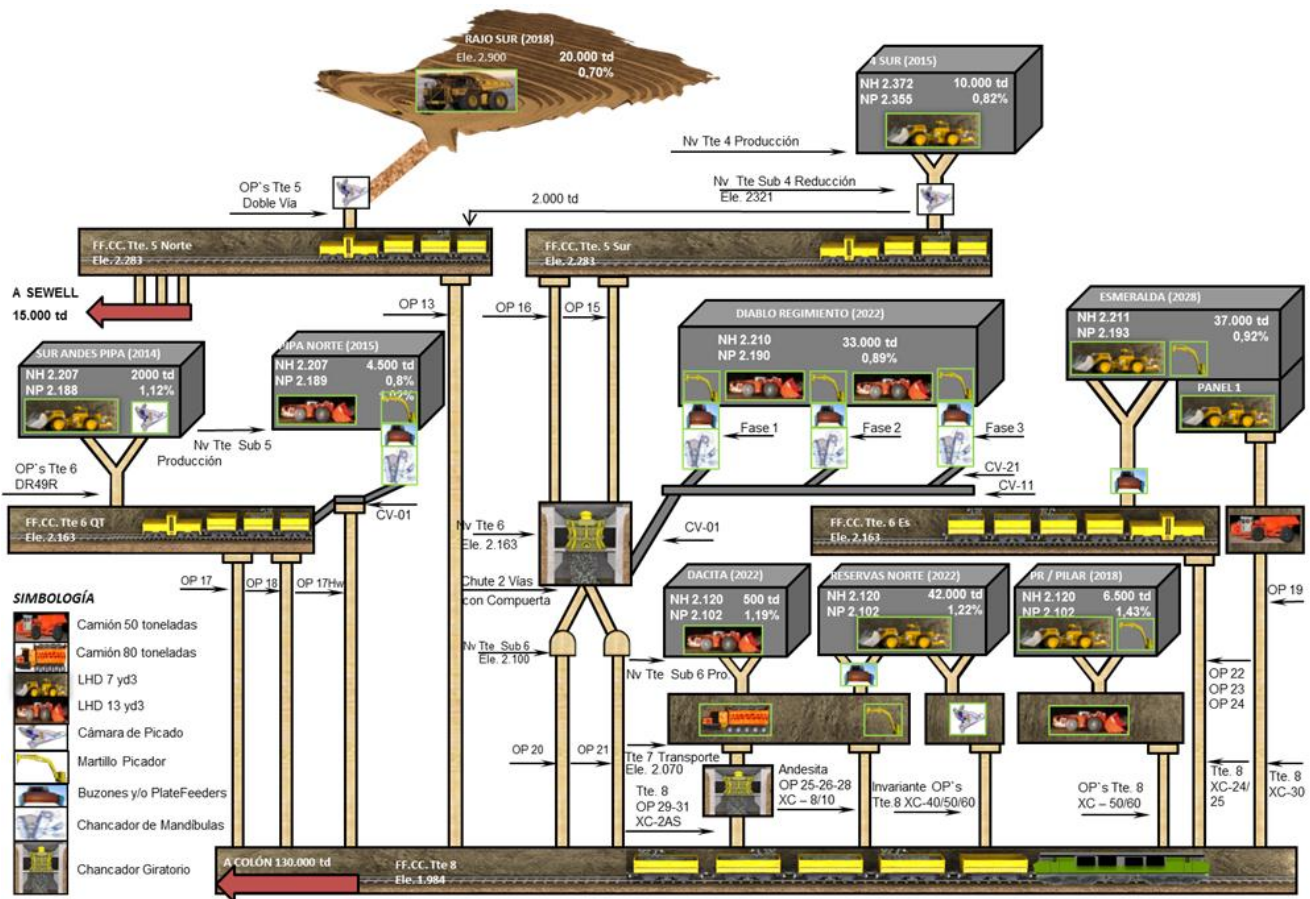 RAJO SUR (2018)
Ele. 2.900
20.000 td
0,70%
4 SUR (2015)
NH 2.372 10.000 td
NP 2.355 0,82%
Nv Tte 4 Producción
Nv Tte Sub 4 Reducción
Ele. 2321
OP`s Tte 5
Doble Vía
2.000 td
FF.CC. Tte. 5 Norte
Ele. 2.283
FF.CC. Tte. 5 Sur
Ele. 2.283
A SEWELL
15.000 td
OP 13
OP 16
OP 15
DIABLO REGIMIENTO (2022)
NH 2.210 33.000 td
NP 2.190 0,89%
ESMERALDA (2028)
NH 2.211 37.000 td
NP 2.193 0,92%
PANEL 1
SUR ANDES PIPA (2014)
NH 2.207 2000 td
NP 2.188 1,12%
PIPA NORTE (2015)
NH 2.207 4.500 td
NP 2.189 0,8%
Nv Tte Sub 5
Producción
Fase 1
Fase 2
Fase 3
OP`s Tte 6
DR49R
CV-21
CV-11
CV-01
CV-01
FF.CC. Tte 6 QT
Ele. 2.163
Nv Tte 6
Ele. 2.163
FF.CC. Tte. 6 Es
Ele. 2.163
OP 17
OP 18
OP 17Hw
Chute 2 Vías
con Compuerta
DACITA (2022)
NH 2.120 500 td
NP 2.102 1,19%
RESERVAS NORTE (2022)
NH 2.120 42.000 td
NP 2.102 1,22%
PR / PILAR (2018)
NH 2.120 6.500 td
NP 2.102 1,43%
OP 19
Nv Tte Sub 6
Ele. 2.100
Nv Tte Sub 6 Pro.
OP 22
OP 23
OP 24
SIMBOLOGÍA
Camión 50 toneladas
Camión 80 toneladas
LHD 7 yd3
LHD 13 yd3
Cámara de Picado
Martillo Picador
Buzones y/o PlateFeeders
Chancador de Mandíbulas
Chancador Giratorio
OP 20
OP 21
Tte 7 Transporte
Ele. 2.070
Tte. 8
OP 29-31
XC-2AS
Andesita
OP 25-26-28
XC – 8/10
Invariante OP`s
Tte.8 XC-40/50/60
OP`s Tte. 8
XC – 50/60
Tte. 8
XC-24/
25
Tte. 8
XC-30
A COLÓN 130.000 td
FF.CC. Tte 8
Ele. 1.984